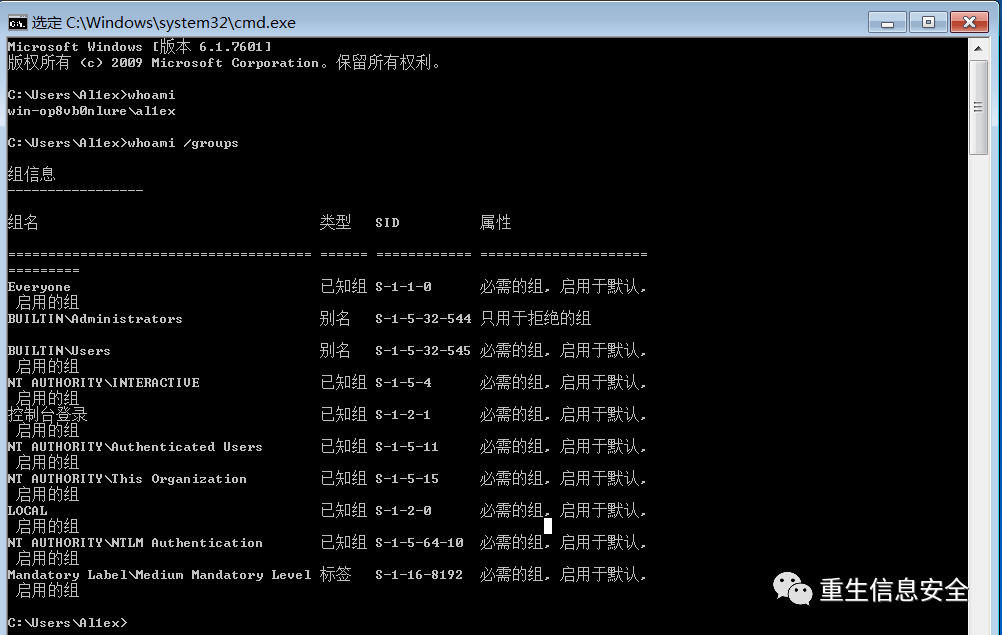 选定 C:\Windows\system32\cmd.exe
Microsoft Windows [版本 6.1.7601]
版权所有 (c) 2009 Microsoft Corporation。保留所有权利。
C:\Users\Al1ex>whoami
win-op8vb0nlure\al1ex
C:\Users\Al1ex>whoami /groups
组信息
-----------------
组名 类型 SID 属性
====================================== ====== ============ =====================
=========
Everyone 已知组 S-1-1-0 必需的组, 启用于默认,
启用的组
BUILTIN\Administrators 别名 S-1-5-32-544 只用于拒绝的组
BUILTIN\Users 别名 S-1-5-32-545 必需的组, 启用于默认,
启用的组
NT AUTHORITY\INTERACTIVE 已知组 S-1-5-4 必需的组, 启用于默认,
启用的组
控制台登录 已知组 S-1-2-1 必需的组, 启用于默认,
启用的组
NT AUTHORITY\Authenticated Users 已知组 S-1-5-11 必需的组, 启用于默认,
启用的组
NT AUTHORITY\This Organization 已知组 S-1-5-15 必需的组, 启用于默认,
启用的组
LOCAL 已知组 S-1-2-0 必需的组, 启用于默认,
启用的组
NT AUTHORITY\NTLM Authentication 已知组 S-1-5-64-10 必需的组, 启用于默认,
启用的组
Mandatory Label\Medium Mandatory Level 标签 S-1-16-8192 必需的组, 启用于默认,
启用的组
C:\Users\Al1ex>
重生信息安全